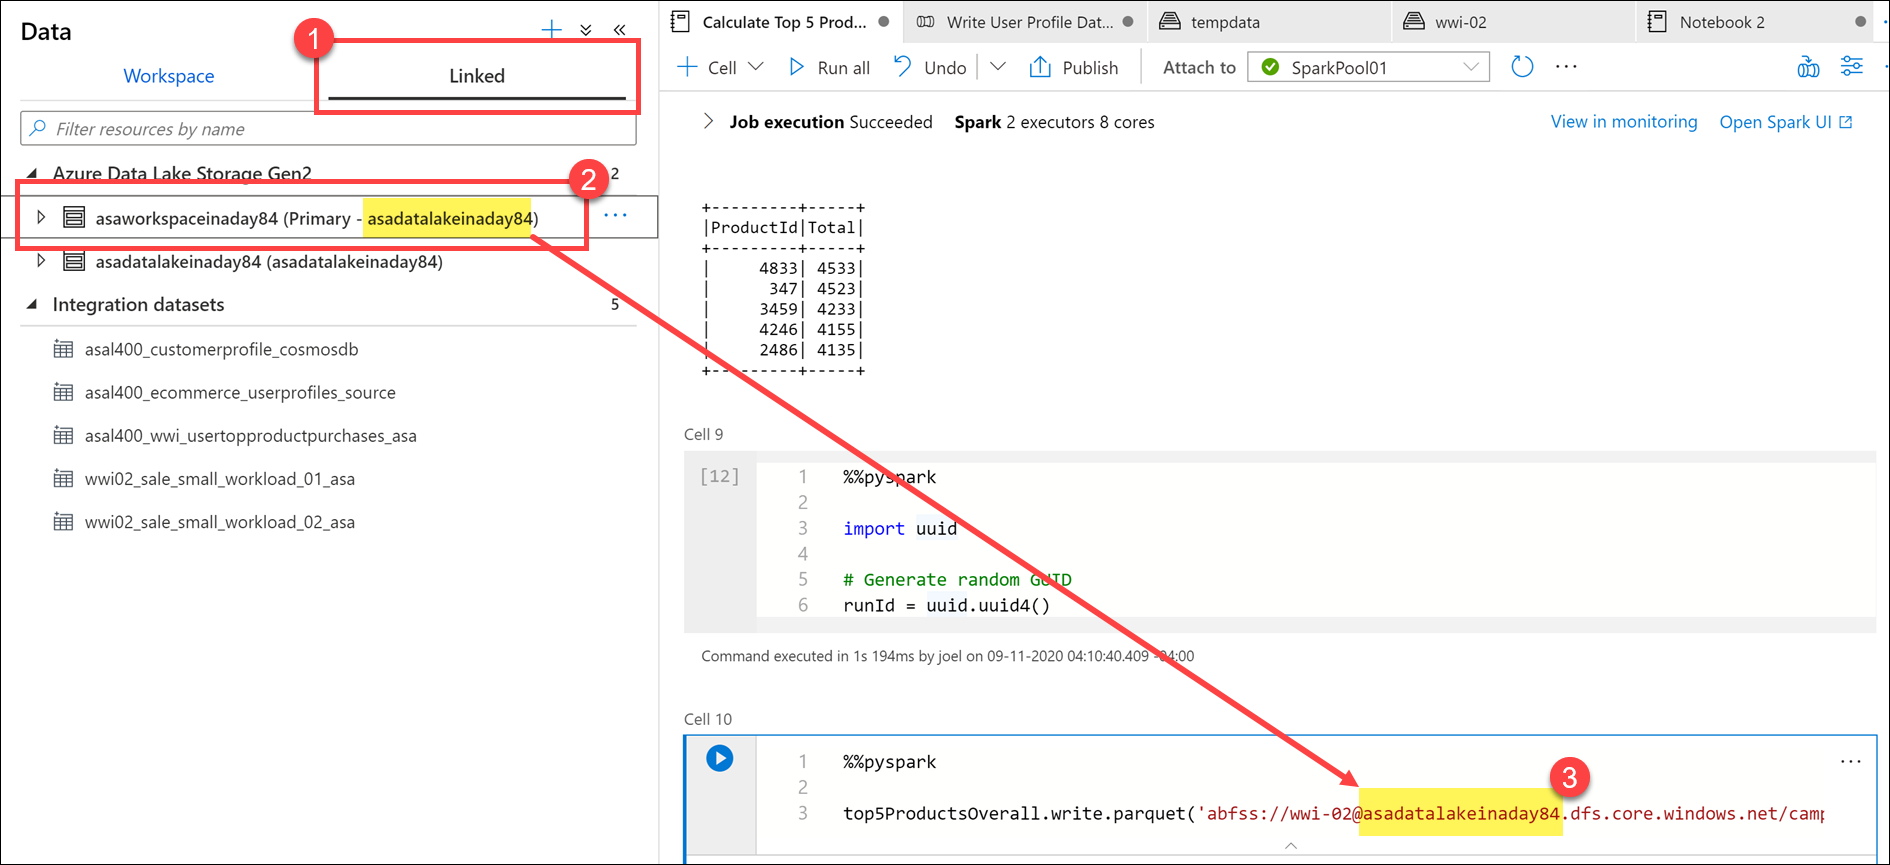 Data
Workspace
Linked
1
Filter resources by name
Azure Data Lake Storage Gen2
2
2
asaworkspaceinaday84 (Primary - asadatalakeinaday84)
asadatalakeinaday84 (asadatalakeinaday84)
Integration datasets
5
asal400_customerprofile_cosmosdb
asal400_ecommerce_userprofiles_source
asal400_wwi_usertopproductpurchases_asa
wwi02_sale_small_workload_01_asa
wwi02_sale_small_workload_02_asa
Calculate Top 5 Prod...
Write User Profile Dat...
tempdata
wwi-02
Notebook 2
Cell
Run all
Undo
Publish
Attach to
SparkPool01
Job execution Succeeded Spark 2 executors 8 cores
View in monitoring
Open Spark UI
+---------+-----+
|ProductId|Total|
+---------+-----+
| 4833| 4533|
| 347| 4523|
| 3459| 4233|
| 4246| 4155|
| 2486| 4135|
+---------+-----+
Cell 9
[12]
1 %%pyspark
2
3 import uuid
4
5 # Generate random GUID
6 runId = uuid.uuid4()
Command executed in 1s 194ms by joel on 09-11-2020 04:10:40.409 -04:00
Cell 10
1 %%pyspark
2
3
3 top5ProductsOverall.write.parquet('abfss://wwi-02@asadatalakeinaday84.dfs.core.windows.net/camp